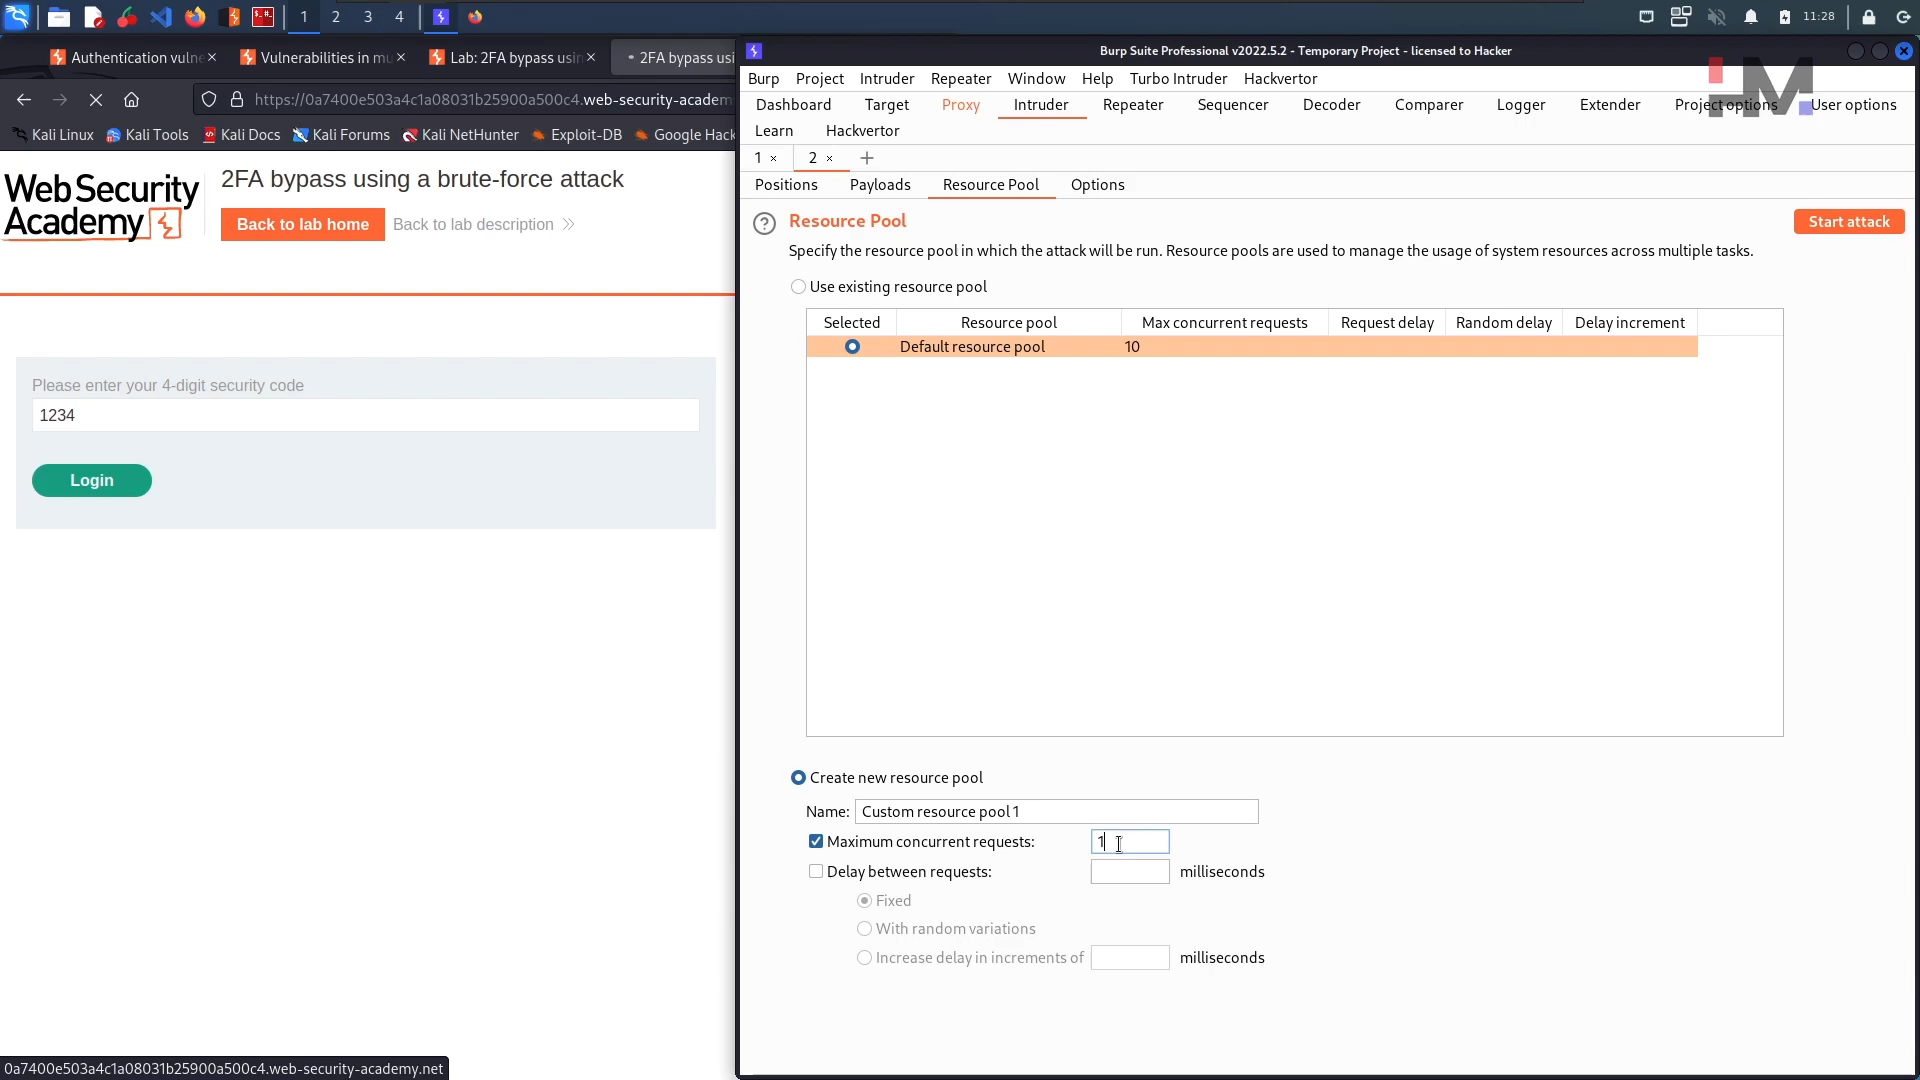 1 2 3 4
11:28
Authentication vulne
Vulnerabilities in mu
Lab: 2FA bypass usin
2FA bypass usi
https://0a7400e503a4c1a08031b25900a500c4.web-security-academ
Kali Linux Kali Tools Kali Docs Kali Forums Kali NetHunter Exploit-DB Google Hack
WebSecurity
Academy
2FA bypass using a brute-force attack
Back to lab home Back to lab description
Please enter your 4-digit security code
1234
Login
0a7400e503a4c1a08031b25900a500c4.web-security-academy.net
Burp Suite Professional v2022.5.2 - Temporary Project - licensed to Hacker
Burp Project Intruder Repeater Window Help Turbo Intruder Hackvertor
HM
Dashboard Target Proxy Intruder Repeater Sequencer Decoder Comparer Logger Extender Project options User options
Learn Hackvertor
1 × 2 × +
Positions Payloads Resource Pool Options
? Resource Pool
Start attack
Specify the resource pool in which the attack will be run. Resource pools are used to manage the usage of system resources across multiple tasks.
Use existing resource pool
Selected Resource pool Max concurrent requests Request delay Random delay Delay increment
Default resource pool 10
Create new resource pool
Name: Custom resource pool 1
Maximum concurrent requests: 1
Delay between requests: milliseconds
Fixed
With random variations
Increase delay in increments of milliseconds